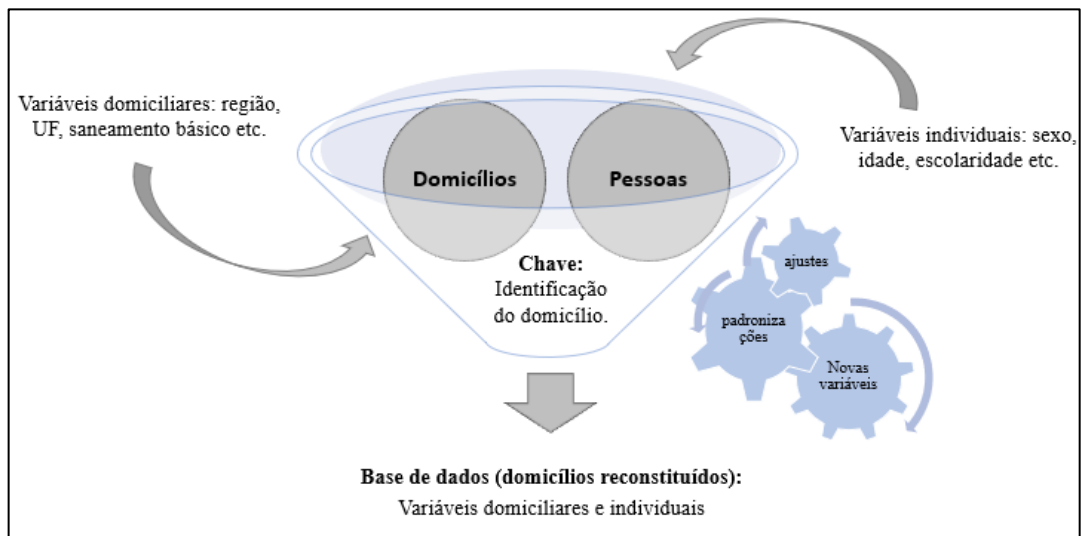 Variáveis domiciliares: região,
UF, saneamento básico etc.
Variáveis individuais: sexo,
idade, escolaridade etc.
Domicílios
Pessoas
Chave:
Identificação
do domicílio.
ajustes
padroniza
ções
Novas
variáveis
Base de dados (domicílios reconstituídos):
Variáveis domiciliares e individuais